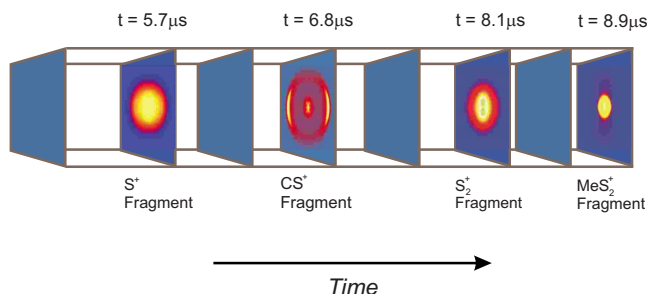 t = 5.7μs
t = 6.8μs
t = 8.1μs
t = 8.9μs
S⁺
Fragment
CS⁺
Fragment
S₂⁺
Fragment
MeS₂⁺
Fragment
Time